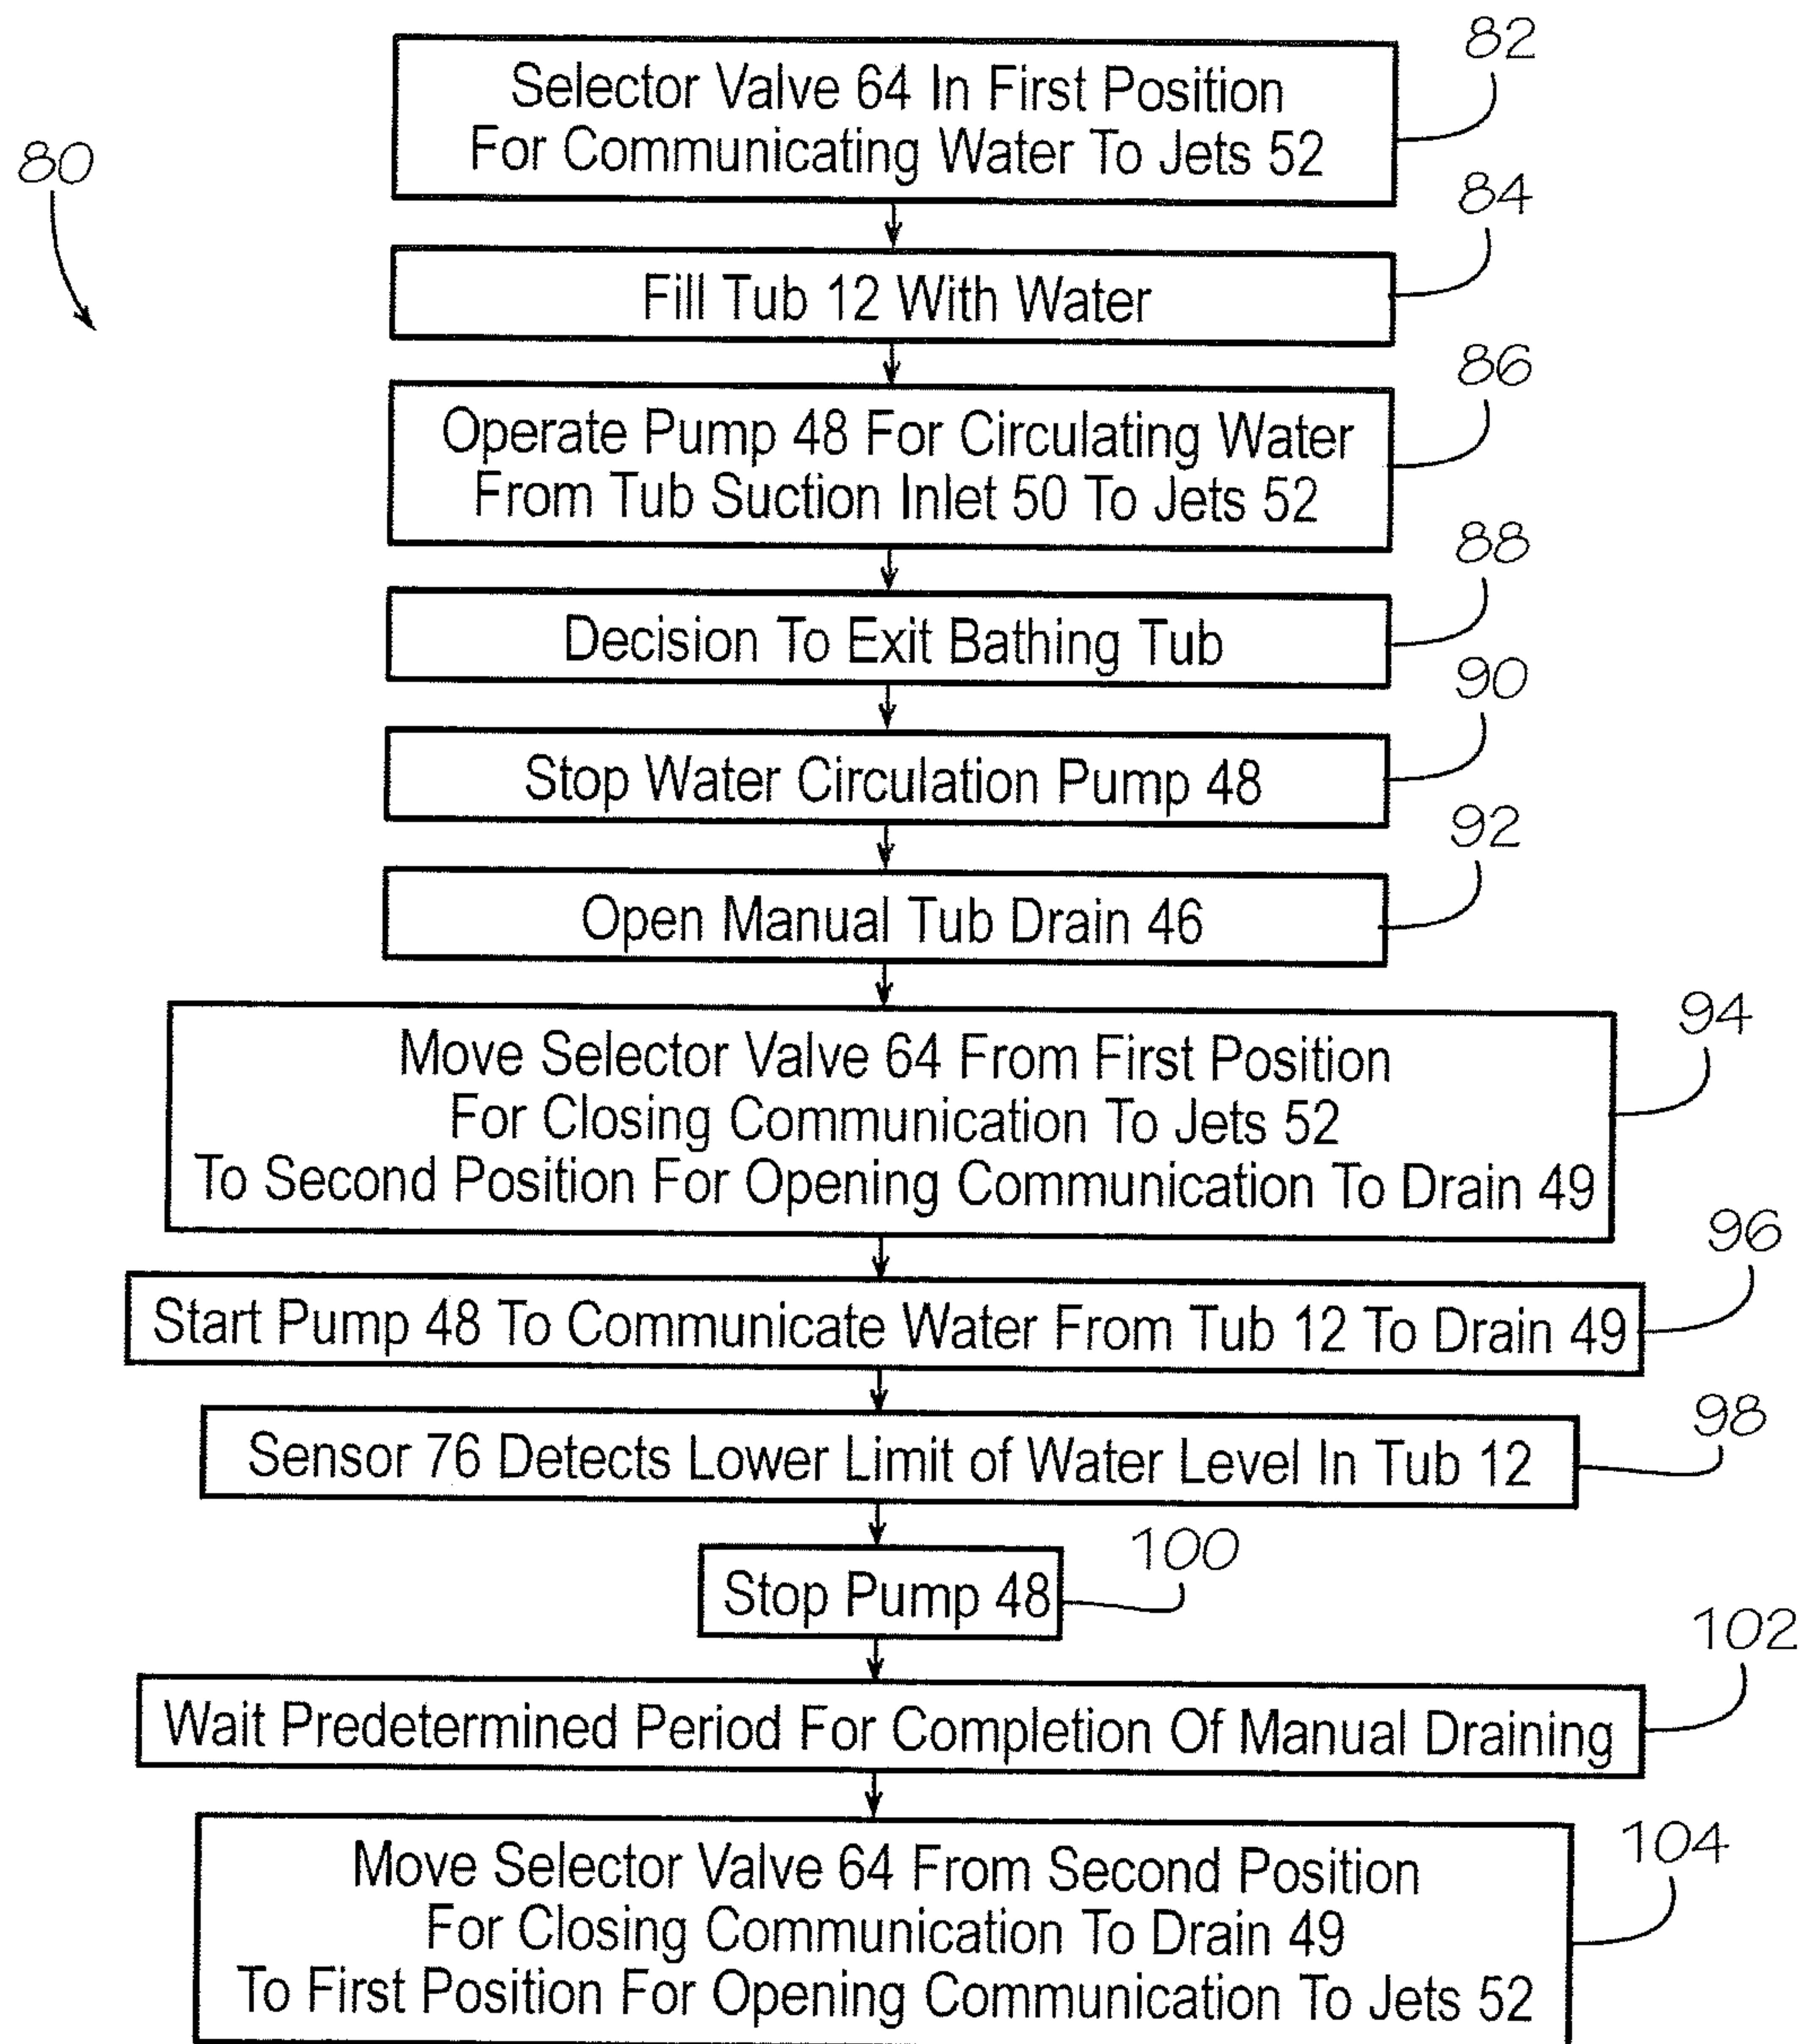 82
Selector Valve 64 In First Position
For Communicating Water To Jets 52
80
84
Fill Tub 12 With Water
86
Operate Pump 48 For Circulating Water
From Tub Suction Inlet 50 To Jets 52
88
Decision To Exit Bathing Tub
90
Stop Water Circulation Pump 48
92
Open Manual Tub Drain 46
94
Move Selector Valve 64 From First Position
For Closing Communication To Jets 52
To Second Position For Opening Communication To Drain 49
96
Start Pump 48 To Communicate Water From Tub 12 To Drain 49
98
Sensor 76 Detects Lower Limit of Water Level In Tub 12
100
Stop Pump 48
102
Wait Predetermined Period For Completion Of Manual Draining
104
Move Selector Valve 64 From Second Position
For Closing Communication To Drain 49
To First Position For Opening Communication To Jets 52